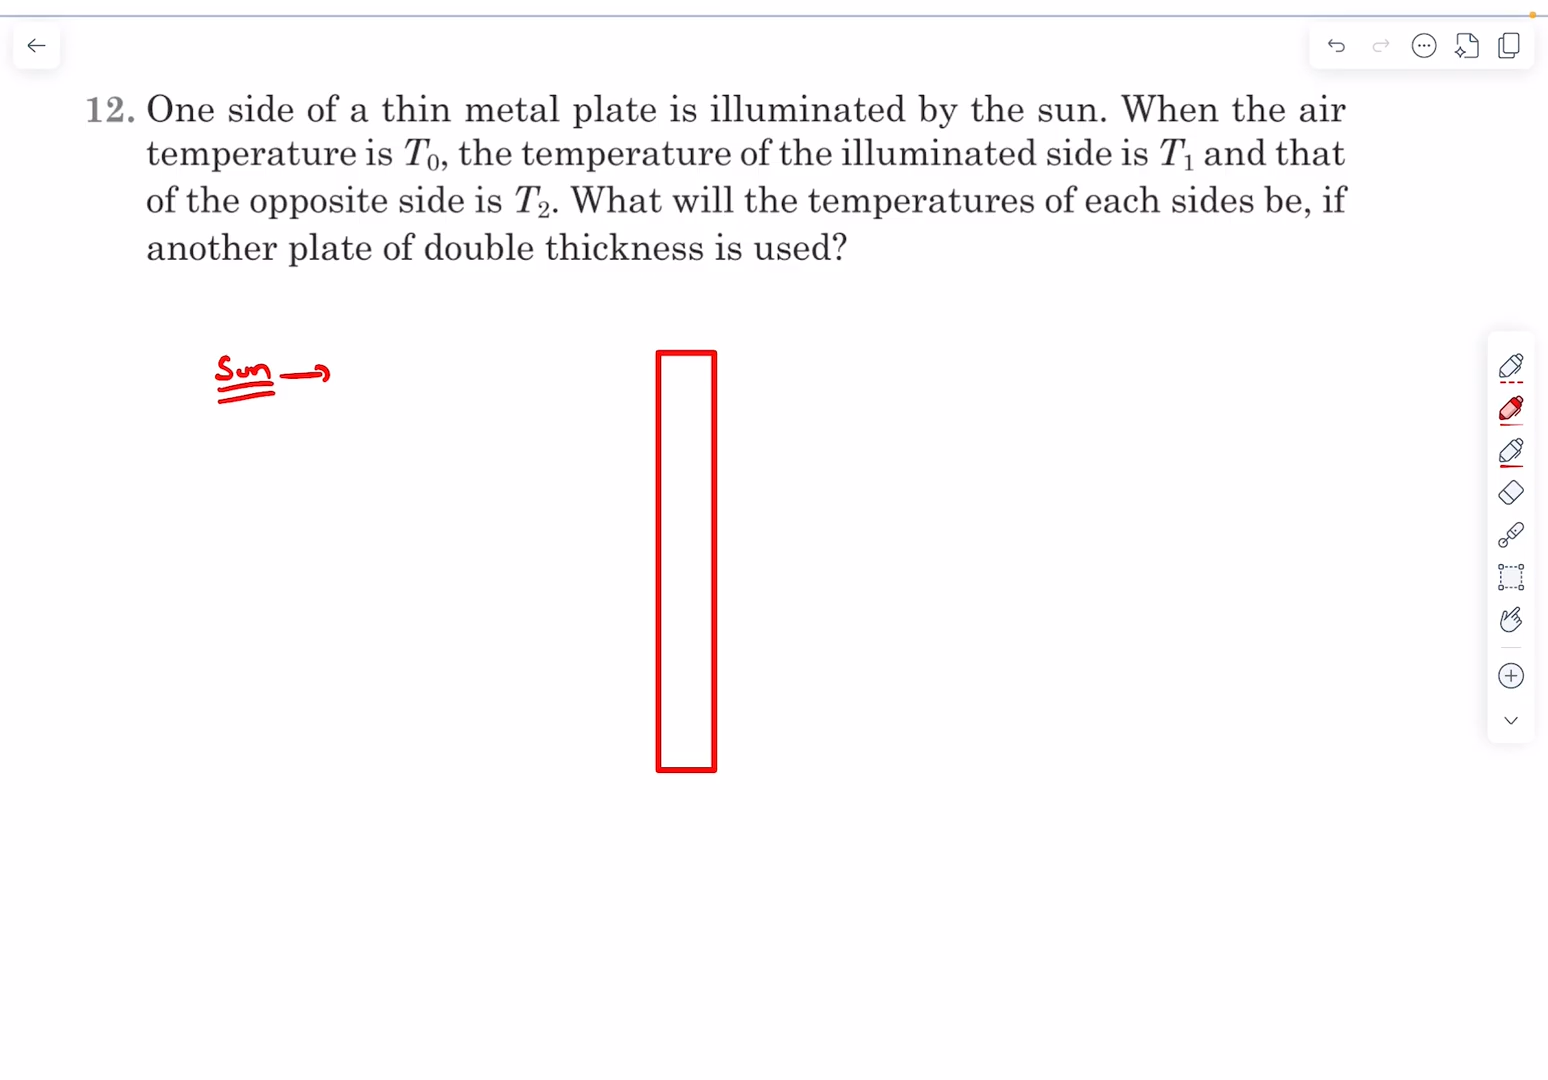 12. One side of a thin metal plate is illuminated by the sun. When the air
temperature is T₀, the temperature of the illuminated side is T₁ and that
of the opposite side is T₂. What will the temperatures of each sides be, if
another plate of double thickness is used?
Sun →